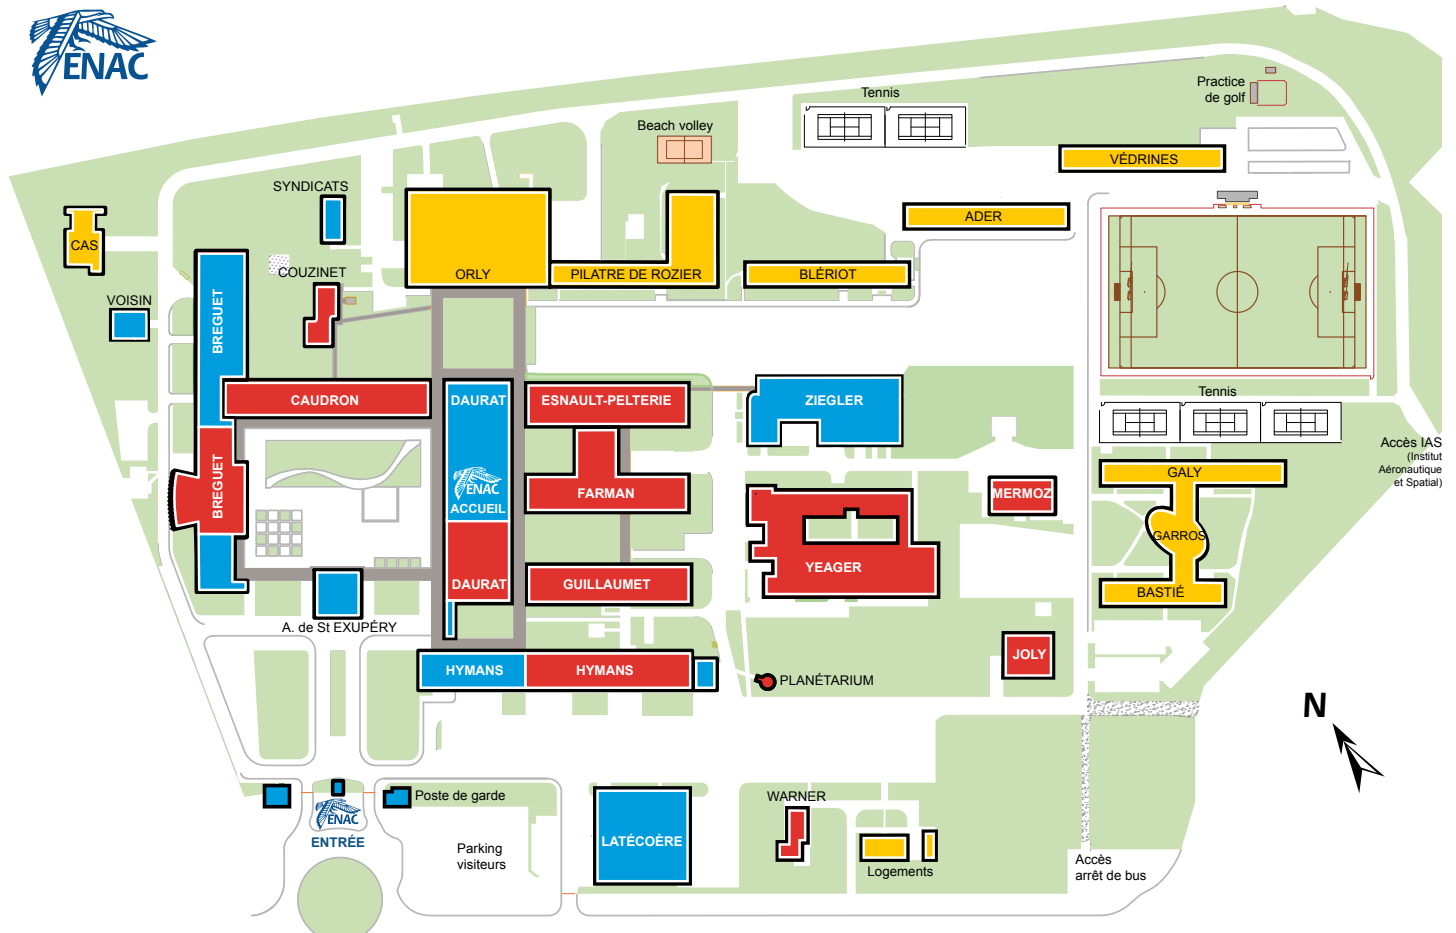 ENAC
Tennis
Practice
de golf
Beach volley
VÉDRINES
SYNDICATS
ADER
CAS
COUZINET
ORLY
PILATRE DE ROZIER
BLÉRIOT
VOISIN
BREGUET
CAUDRON
DAURAT
ESNAULT-PELTERIE
ZIEGLER
Tennis
Accès IAS
(Institut
Aéronautique
et Spatial)
GALY
ENAC
ACCUEIL
FARMAN
MERMOZ
BREGUET
GARROS
YEAGER
DAURAT
GUILLAUMET
BASTIÉ
A. de St EXUPÉRY
HYMANS
HYMANS
JOLY
PLANÉTARIUM
N
Poste de garde
ENAC
ENTRÉE
WARNER
LATÉCOÈRE
Parking
visiteurs
Logements
Accès
arrêt de bus